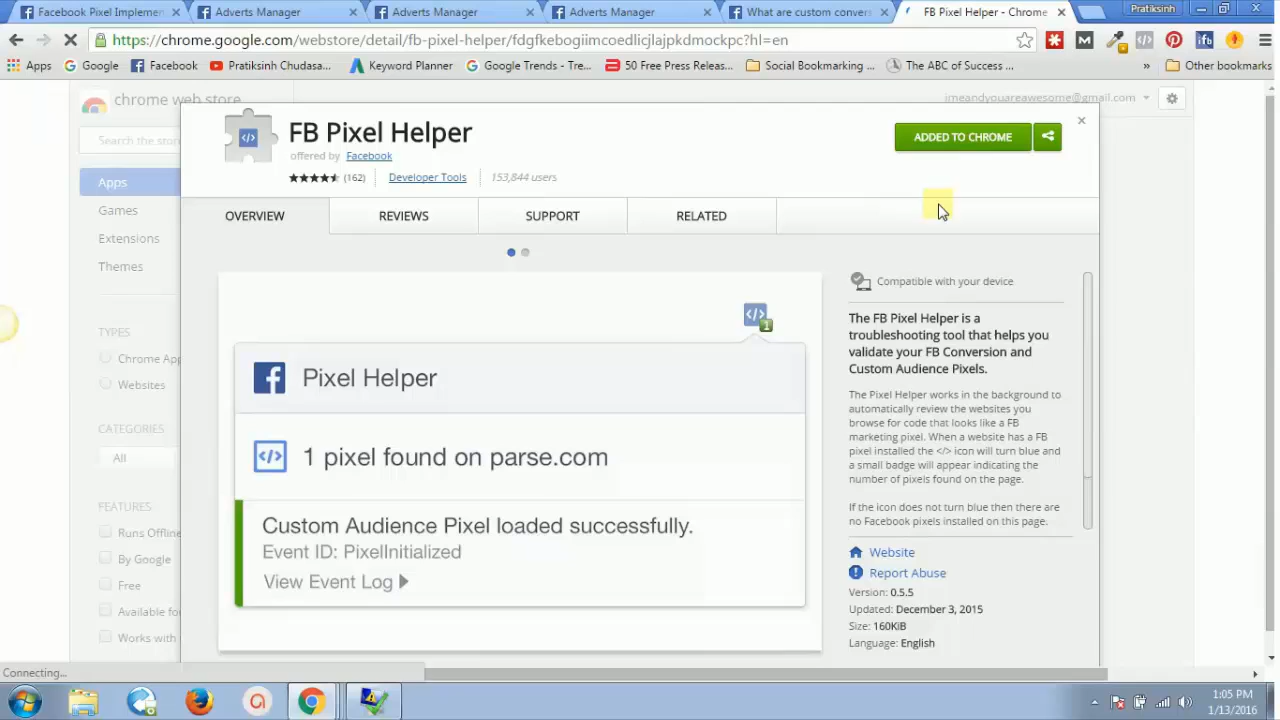 Facebook Pixel Implemen
Adverts Manager
Adverts Manager
Adverts Manager
What are custom convers
FB Pixel Helper - Chrome
Pratiksinh
https://chrome.google.com/webstore/detail/fb-pixel-helper/fdgfkebogiimcoedlicjlajpkdmockpc?hl=en
Apps
Google
Facebook
Pratiksinh Chudasa...
Keyword Planner
Google Trends - Tre...
50 Free Press Releas...
Social Bookmarking ...
The ABC of Success ...
»
Other bookmarks
chrome web store
imeandyouareawesome@gmail.com
Search the store
FB Pixel Helper
ADDED TO CHROME
offered by Facebook
(162)
Developer Tools
153,844 users
Apps
Games
Extensions
Themes
TYPES
Chrome App
Websites
CATEGORIES
All
FEATURES
Runs Offline
By Google
Free
Available fo
Works with
OVERVIEW
REVIEWS
SUPPORT
RELATED
</> 1
Pixel Helper
</> 1 pixel found on parse.com
Custom Audience Pixel loaded successfully.
Event ID: PixelInitialized
View Event Log
Compatible with your device
The FB Pixel Helper is a
troubleshooting tool that helps you
validate your FB Conversion and
Custom Audience Pixels.
The Pixel Helper works in the background to
automatically review the websites you
browse for code that looks like a FB
marketing pixel. When a website has a FB
pixel installed the </> icon will turn blue and
a small badge will appear indicating the
number of pixels found on the page.
If the icon does not turn blue then there are
no Facebook pixels installed on this page.
Website
Report Abuse
Version: 0.5.5
Updated: December 3, 2015
Size: 160KiB
Language: English
Connecting...
1:05 PM
1/13/2016